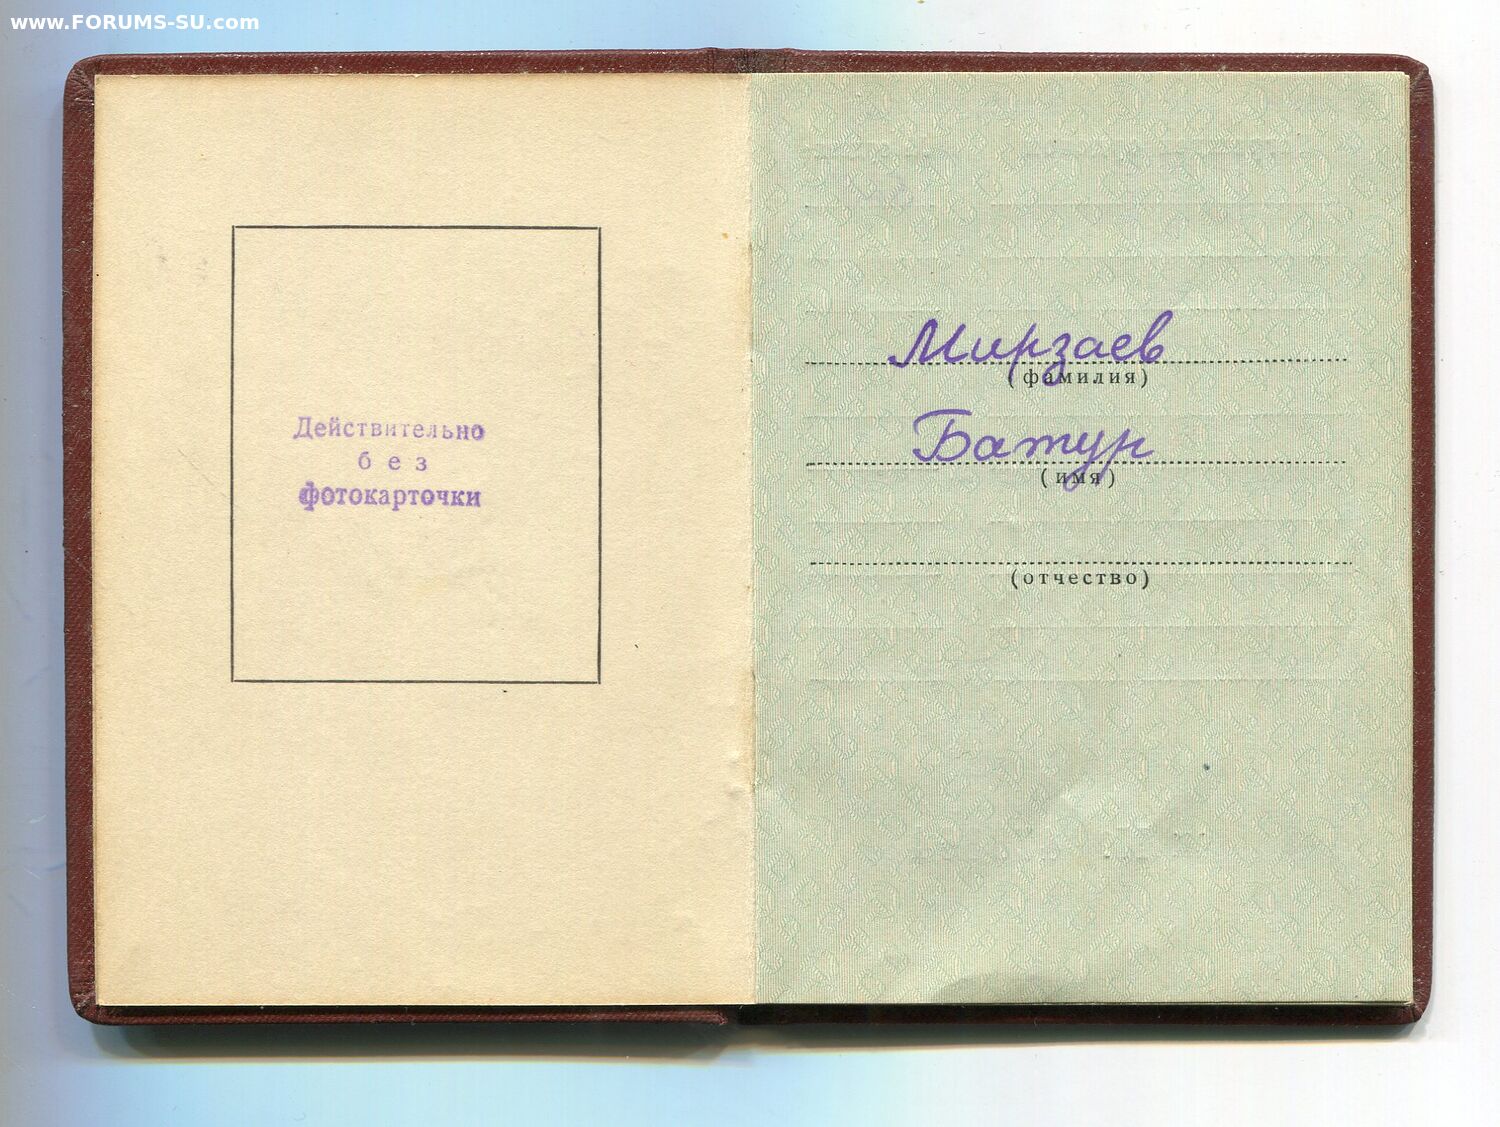 www.FORUMS-SU.com
Действительно
без
фотокарточки
Мирзаев
(фамилия)
Батур
(имя)
(отчество)